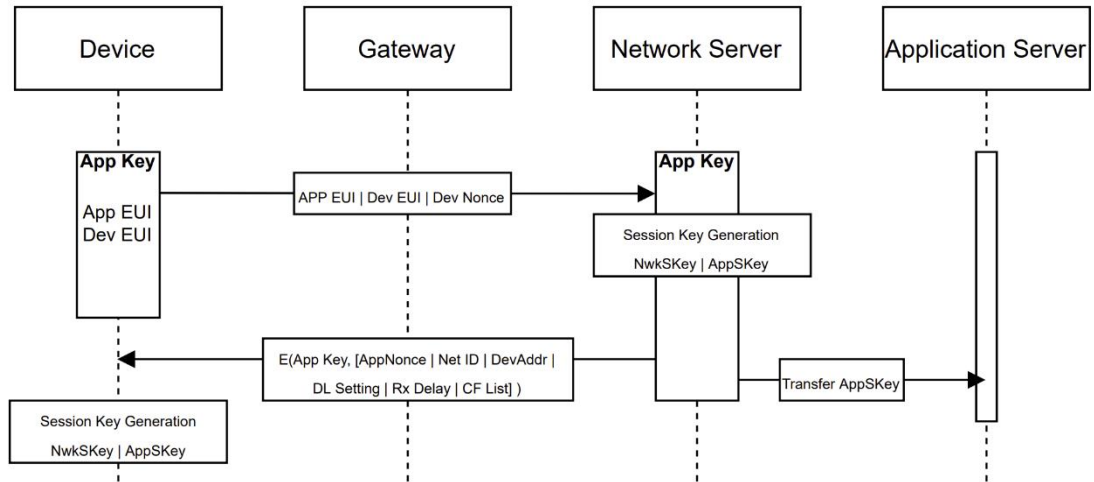 Device
Gateway
Network Server
Application Server
App Key
App EUI
Dev EUI
APP EUI | Dev EUI | Dev Nonce
App Key
Session Key Generation
NwkSKey | AppSKey
E(App Key, [AppNonce | Net ID | DevAddr |
DL Setting | Rx Delay | CF List] )
Transfer AppSKey
Session Key Generation
NwkSKey | AppSKey